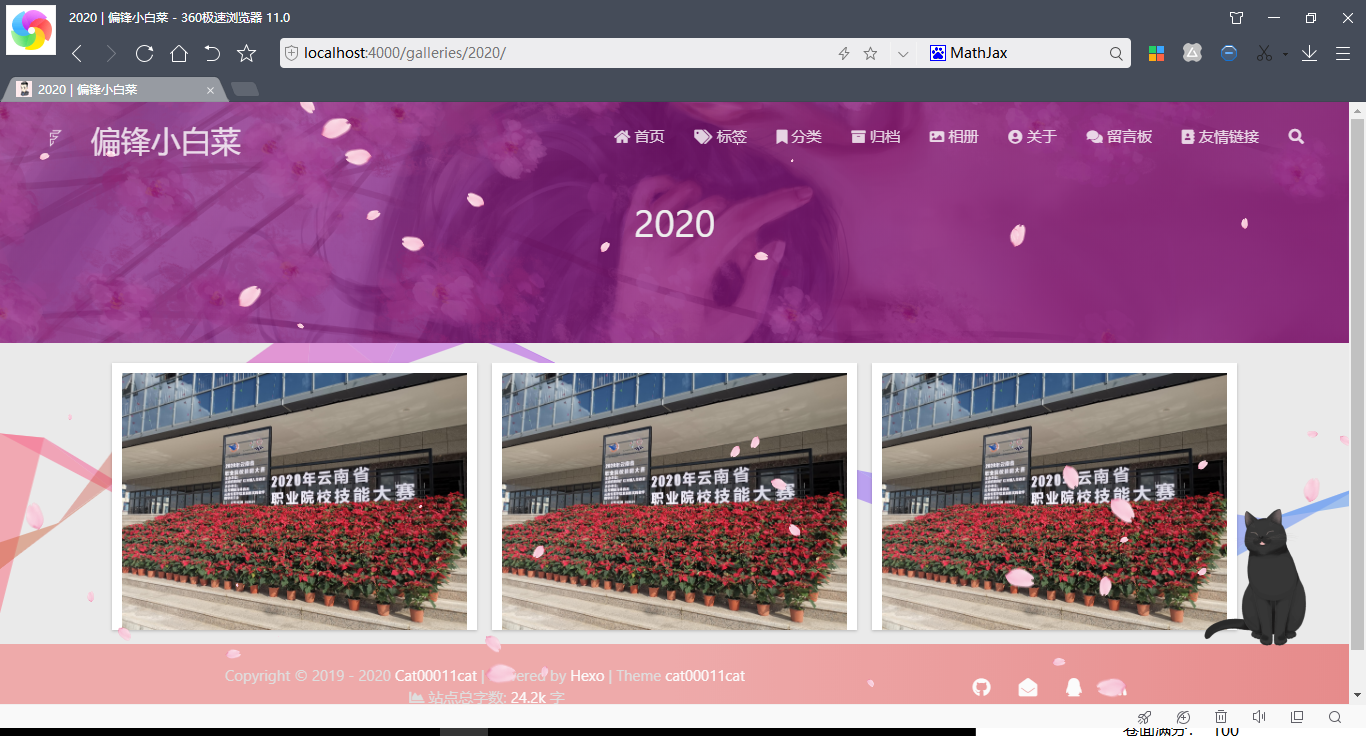 2020 | 偏锋小白菜 - 360极速浏览器 11.0
localhost:4000/galleries/2020/
MathJax
2020 | 偏锋小白菜
偏锋小白菜
首页 标签 分类 归档 相册 关于 留言板 友情链接
2020
2020年云南省
职业院校技能大赛
2020年云南省
职业院校技能大赛
2020年云南省
职业院校技能大赛
Copyright © 2019 - 2020 Cat00011cat | ered by Hexo | Theme cat00011cat
站点总字数: 24.2k 字
卷面满分: 100